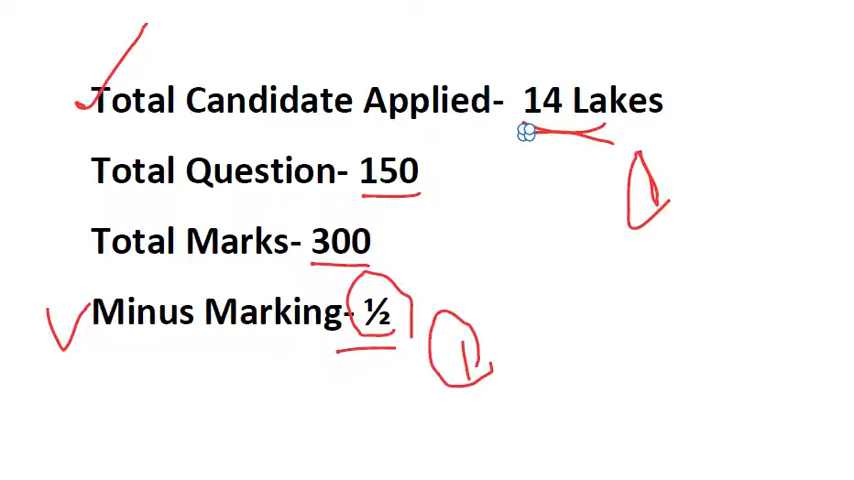 Total Candidate Applied- 14 Lakes
Total Question- 150
Total Marks- 300
Minus Marking- ½